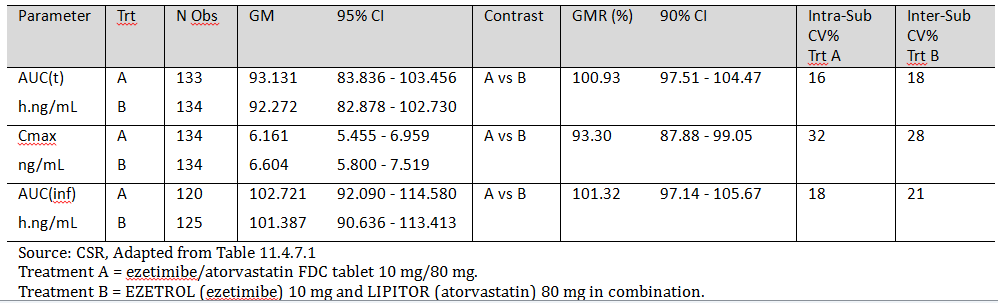 Parameter Trt N Obs GM 95% CI Contrast GMR (%) 90% CI Intra-Sub Inter-Sub
CV% CV%
Trt A Trt B
AUC(t) A 133 93.131 83.836 - 103.456 A vs B 100.93 97.51 - 104.47 16 18
h.ng/mL B 134 92.272 82.878 - 102.730
Cmax A 134 6.161 5.455 - 6.959 A vs B 93.30 87.88 - 99.05 32 28
ng/mL B 134 6.604 5.800 - 7.519
AUC(inf) A 120 102.721 92.090 - 114.580 A vs B 101.32 97.14 - 105.67 18 21
h.ng/mL B 125 101.387 90.636 - 113.413
Source: CSR, Adapted from Table 11.4.7.1
Treatment A = ezetimibe/atorvastatin FDC tablet 10 mg/80 mg.
Treatment B = EZETROL (ezetimibe) 10 mg and LIPITOR (atorvastatin) 80 mg in combination.